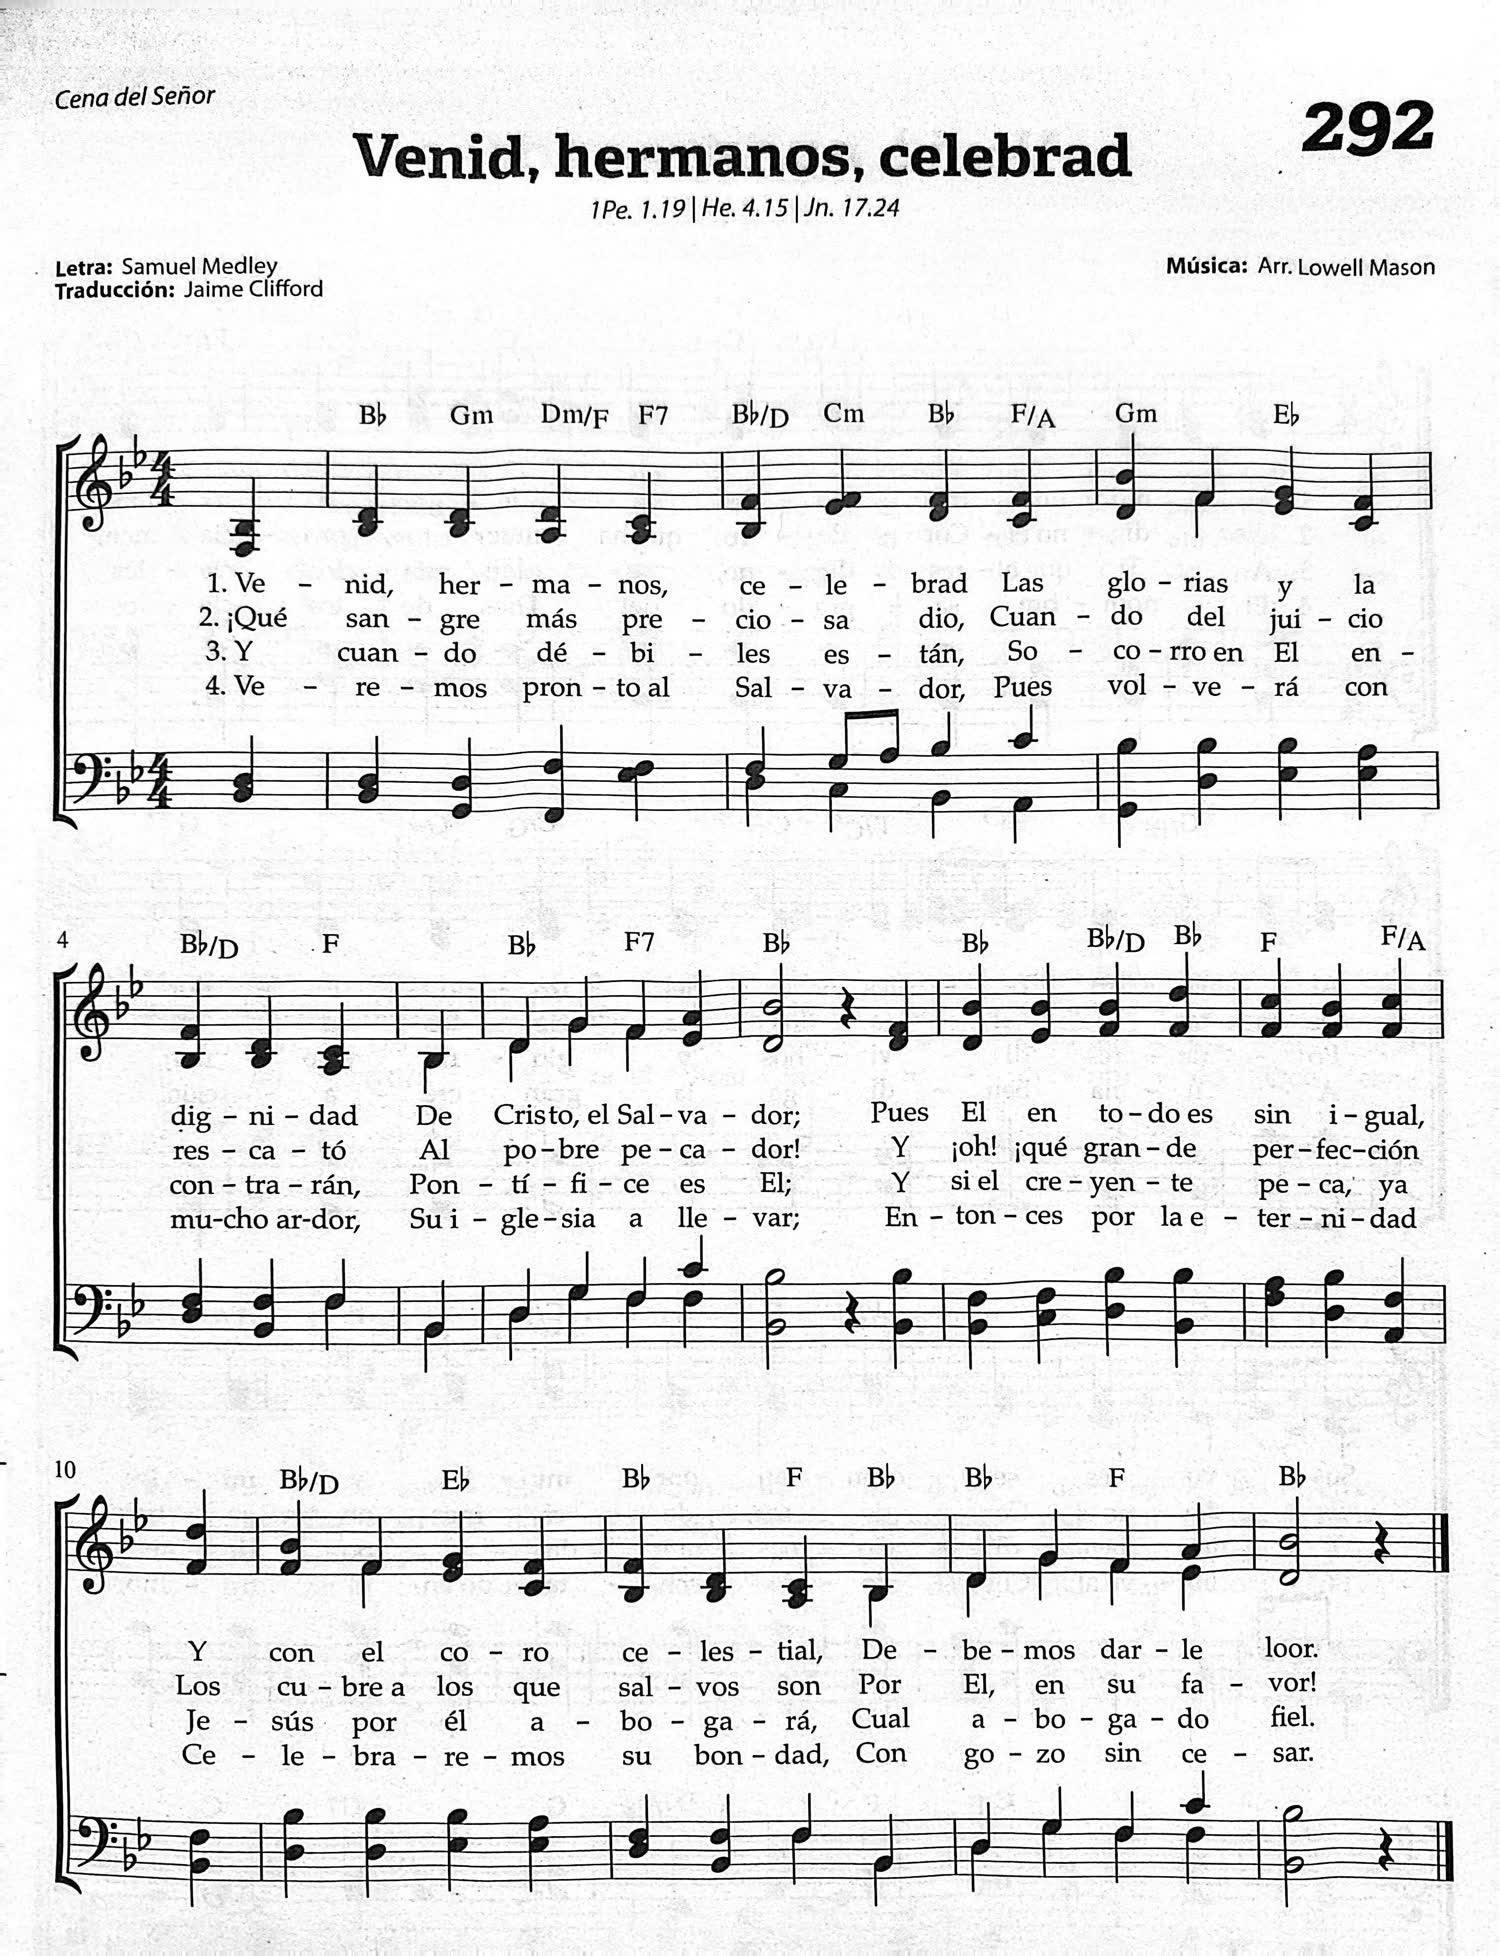 Cena del Señor
292
Venid, hermanos, celebrad
1Pe. 1.19 | He. 4.15 | Jn. 17.24
Letra: Samuel Medley
Música: Arr. Lowell Mason
Traducción: Jaime Clifford
B♭ Gm Dm/F F7 B♭/D Cm B♭ F/A Gm E♭
1. Ve – nid, her – ma – nos, ce – le – brad Las glo – rias y la
2. ¡Qué san – gre más pre – cio – sa dio, Cuan – do del jui – cio
3. Y cuan – do dé – bi – les es – tán, So – co – rro en El en –
4. Ve – re – mos pron – to al Sal – va – dor, Pues vol – ve – rá con
4 B♭/D F B♭ F7 B♭ B♭ B♭/D B♭ F F/A
dig – ni – dad De Cristo, el Sal – va – dor; Pues El en to – do es sin i – gual,
res – ca – tó Al po – bre pe – ca – dor! Y ¡oh! ¡qué gran – de per – fec – ción
con – tra – rán, Pon – tí – fi – ce es El; Y si el cre – yen – te pe – ca, ya
mu – cho ar – dor, Su i – gle – sia a lle – var; En – ton – ces por la e – ter – ni – dad
10 B♭/D E♭ B♭ F B♭ B♭ F B♭
Y con el co – ro ce – les – tial, De – be – mos dar – le loor.
Los cu – bre a los que sal – vos son Por El, en su fa – vor!
Je – sús por él a – bo – ga – rá, Cual a – bo – ga – do fiel.
Ce – le – bra – re – mos su bon – dad, Con go – zo sin ce – sar.